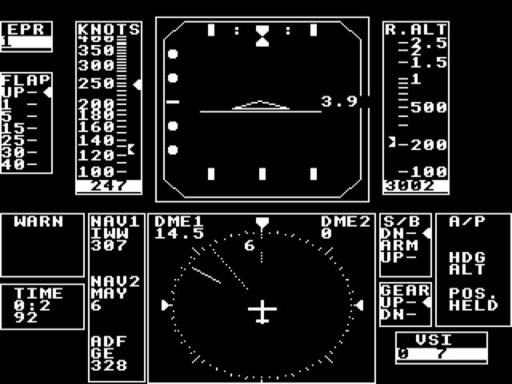 EPR
1
KNOTS
400
350
300
250
200
180
160
140
120
100
247
3.9
R.ALT
2.5
2
1.5
1
500
200
100
3002
FLAP
UP
1
5
15
25
30
40
WARN
TIME
0:2
92
NAV1
IWW
307
NAV2
MAY
6
ADF
GE
328
DME1
14.5
DME2
0
6
S/B
DN
ARM
UP
GEAR
UP
DN
A/P
HDG
ALT
POS.
HELD
VSI
0 7